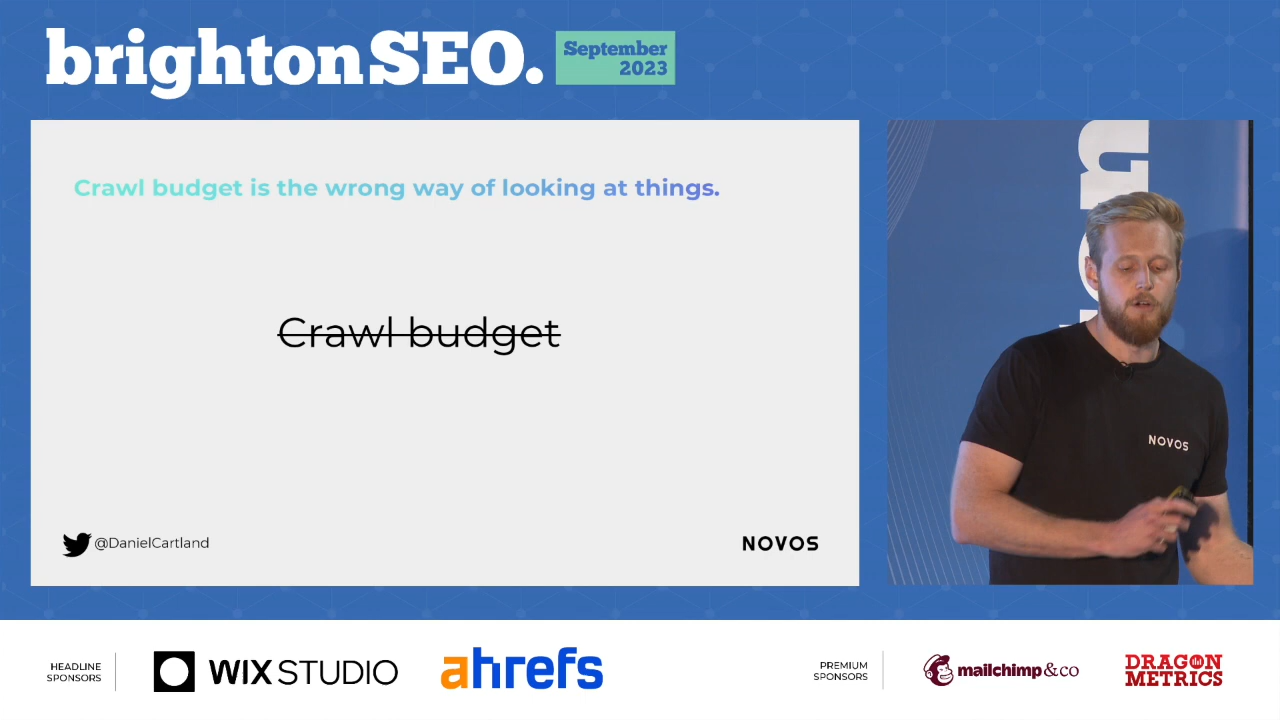 brightonSEO.
September
2023
Crawl budget is the wrong way of looking at things.
Crawl budget
@DanielCartland
NOVOS
NOVOS
HEADLINE
SPONSORS
WIX STUDIO
ahrefs
PREMIUM
SPONSORS
mailchimp&co
DRAGON
METRICS